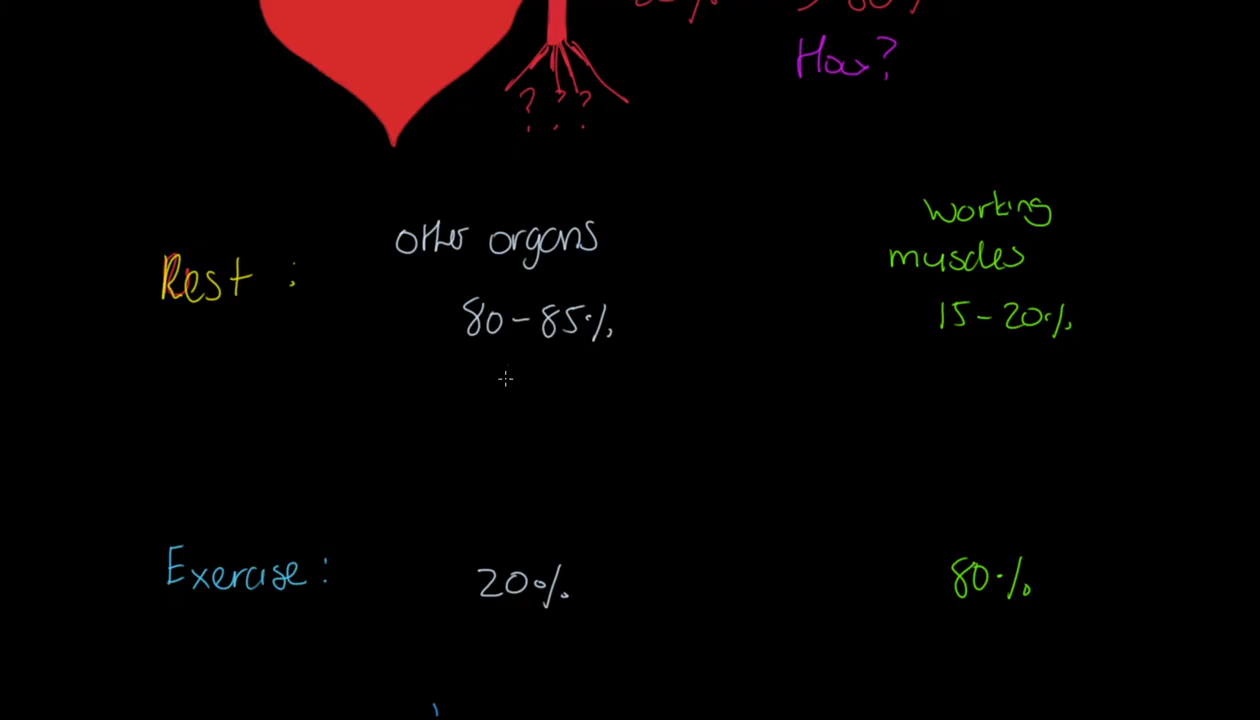 How?
? ? ?
other organs
working
muscles
Rest :
80 - 85%
15 - 20%
Exercise :
20%
80%